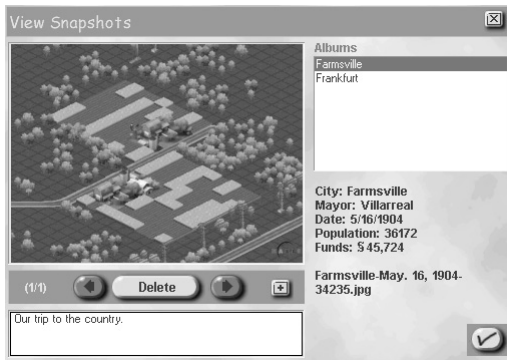 View Snapshots
Albums
Farmsville
Frankfurt
City: Farmsville
Mayor: Villarreal
Date: 5/16/1904
Population: 36172
Funds: §45,724
Farmsville-May. 16, 1904-
34235.jpg
(1/1)
Delete
Our trip to the country.